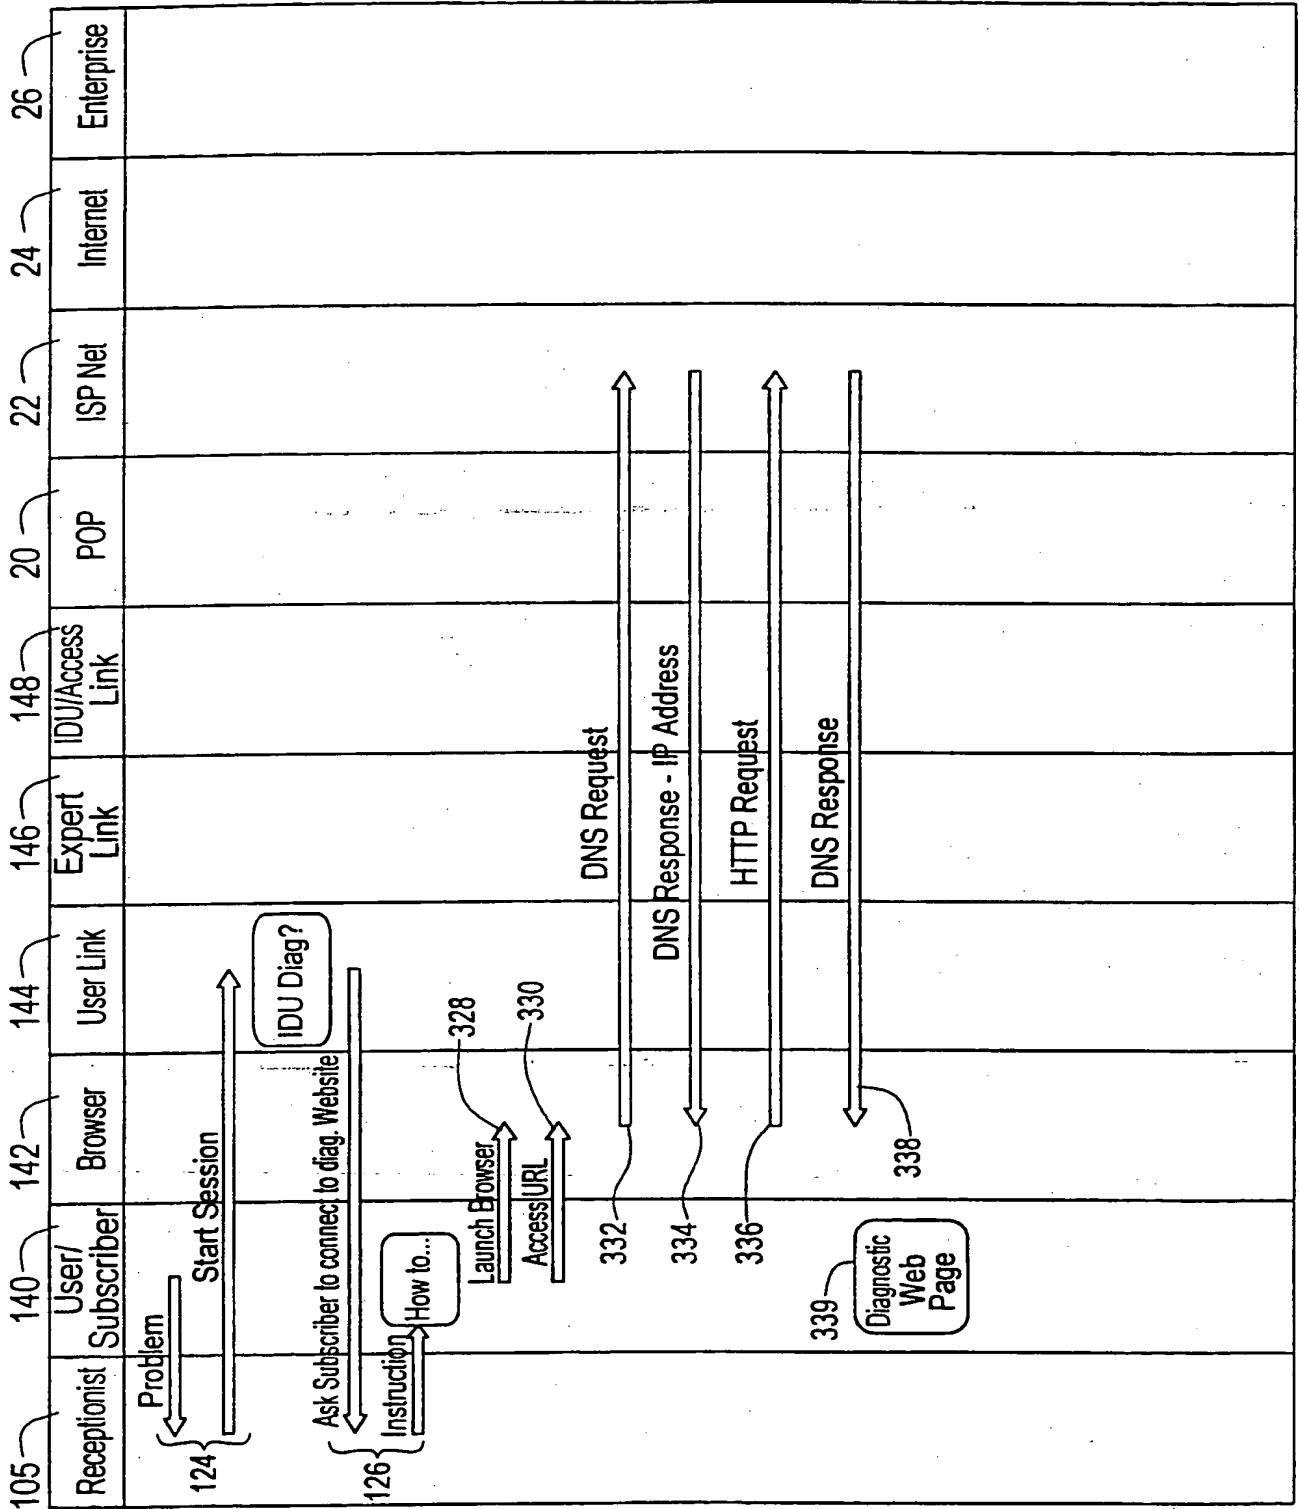 105
140
142
144
146
148
20
22
24
26
Receptionist
User/
Subscriber
Browser
User Link
Expert
Link
IDU/Access
Link
POP
ISP Net
Internet
Enterprise
Problem
124
Start Session
IDU Diag?
Ask Subscriber to connect to diag. Website
126
Instruction
How to...
Launch Browser
328
Access URL
330
DNS Request
332
DNS Response - IP Address
334
HTTP Request
336
DNS Response
338
339
Diagnostic
Web
Page